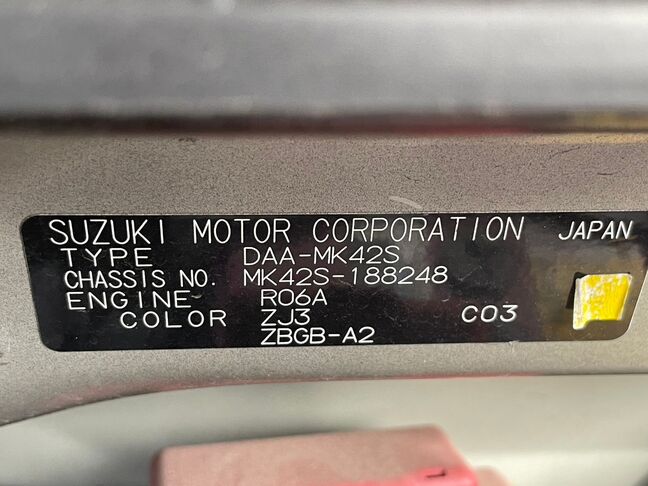 SUZUKI MOTOR CORPORATION JAPAN
TYPE DAA-MK42S
CHASSIS NO. MK42S-188248
ENGINE R06A
COLOR ZJ3 C03
ZBGB-A2